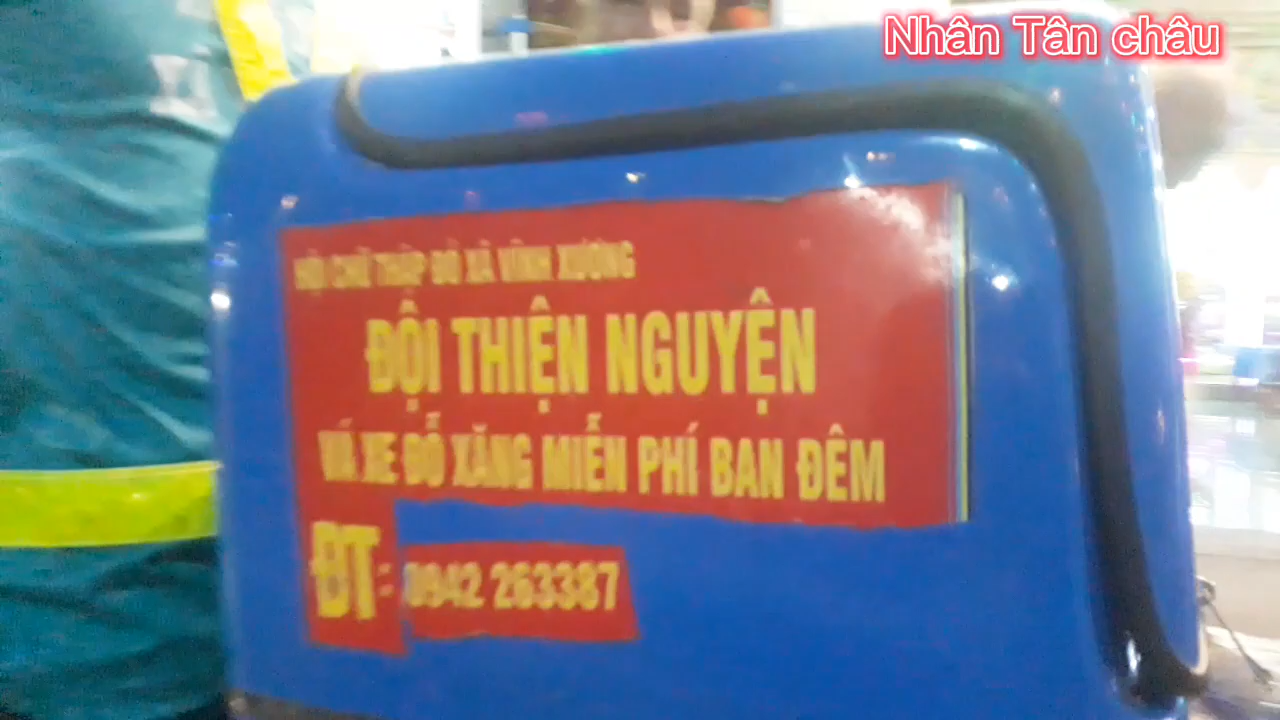 Nhân Tân châu
HỘI CHỮ THẬP ĐỎ XÃ VĨNH XƯƠNG
ĐỘI THIỆN NGUYỆN
VÁ XE ĐỔ XĂNG MIỄN PHÍ BAN ĐÊM
ĐT: 0942 263387